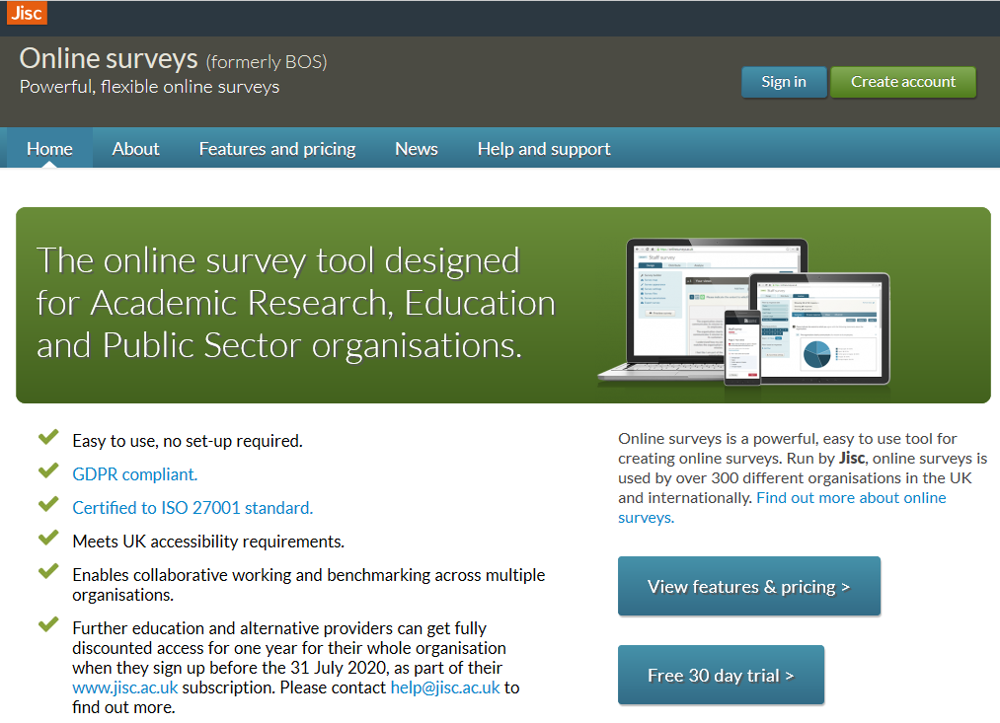 Jisc
Online surveys (formerly BOS)
Powerful, flexible online surveys
Sign in
Create account
Home
About
Features and pricing
News
Help and support
The online survey tool designed
for Academic Research, Education
and Public Sector organisations.
Easy to use, no set-up required.
GDPR compliant.
Certified to ISO 27001 standard.
Meets UK accessibility requirements.
Enables collaborative working and benchmarking across multiple
organisations.
Further education and alternative providers can get fully
discounted access for one year for their whole organisation
when they sign up before the 31 July 2020, as part of their
www.jisc.ac.uk subscription. Please contact help@jisc.ac.uk to
find out more.
Online surveys is a powerful, easy to use tool for
creating online surveys. Run by Jisc, online surveys is
used by over 300 different organisations in the UK
and internationally. Find out more about online
surveys.
View features & pricing >
Free 30 day trial >